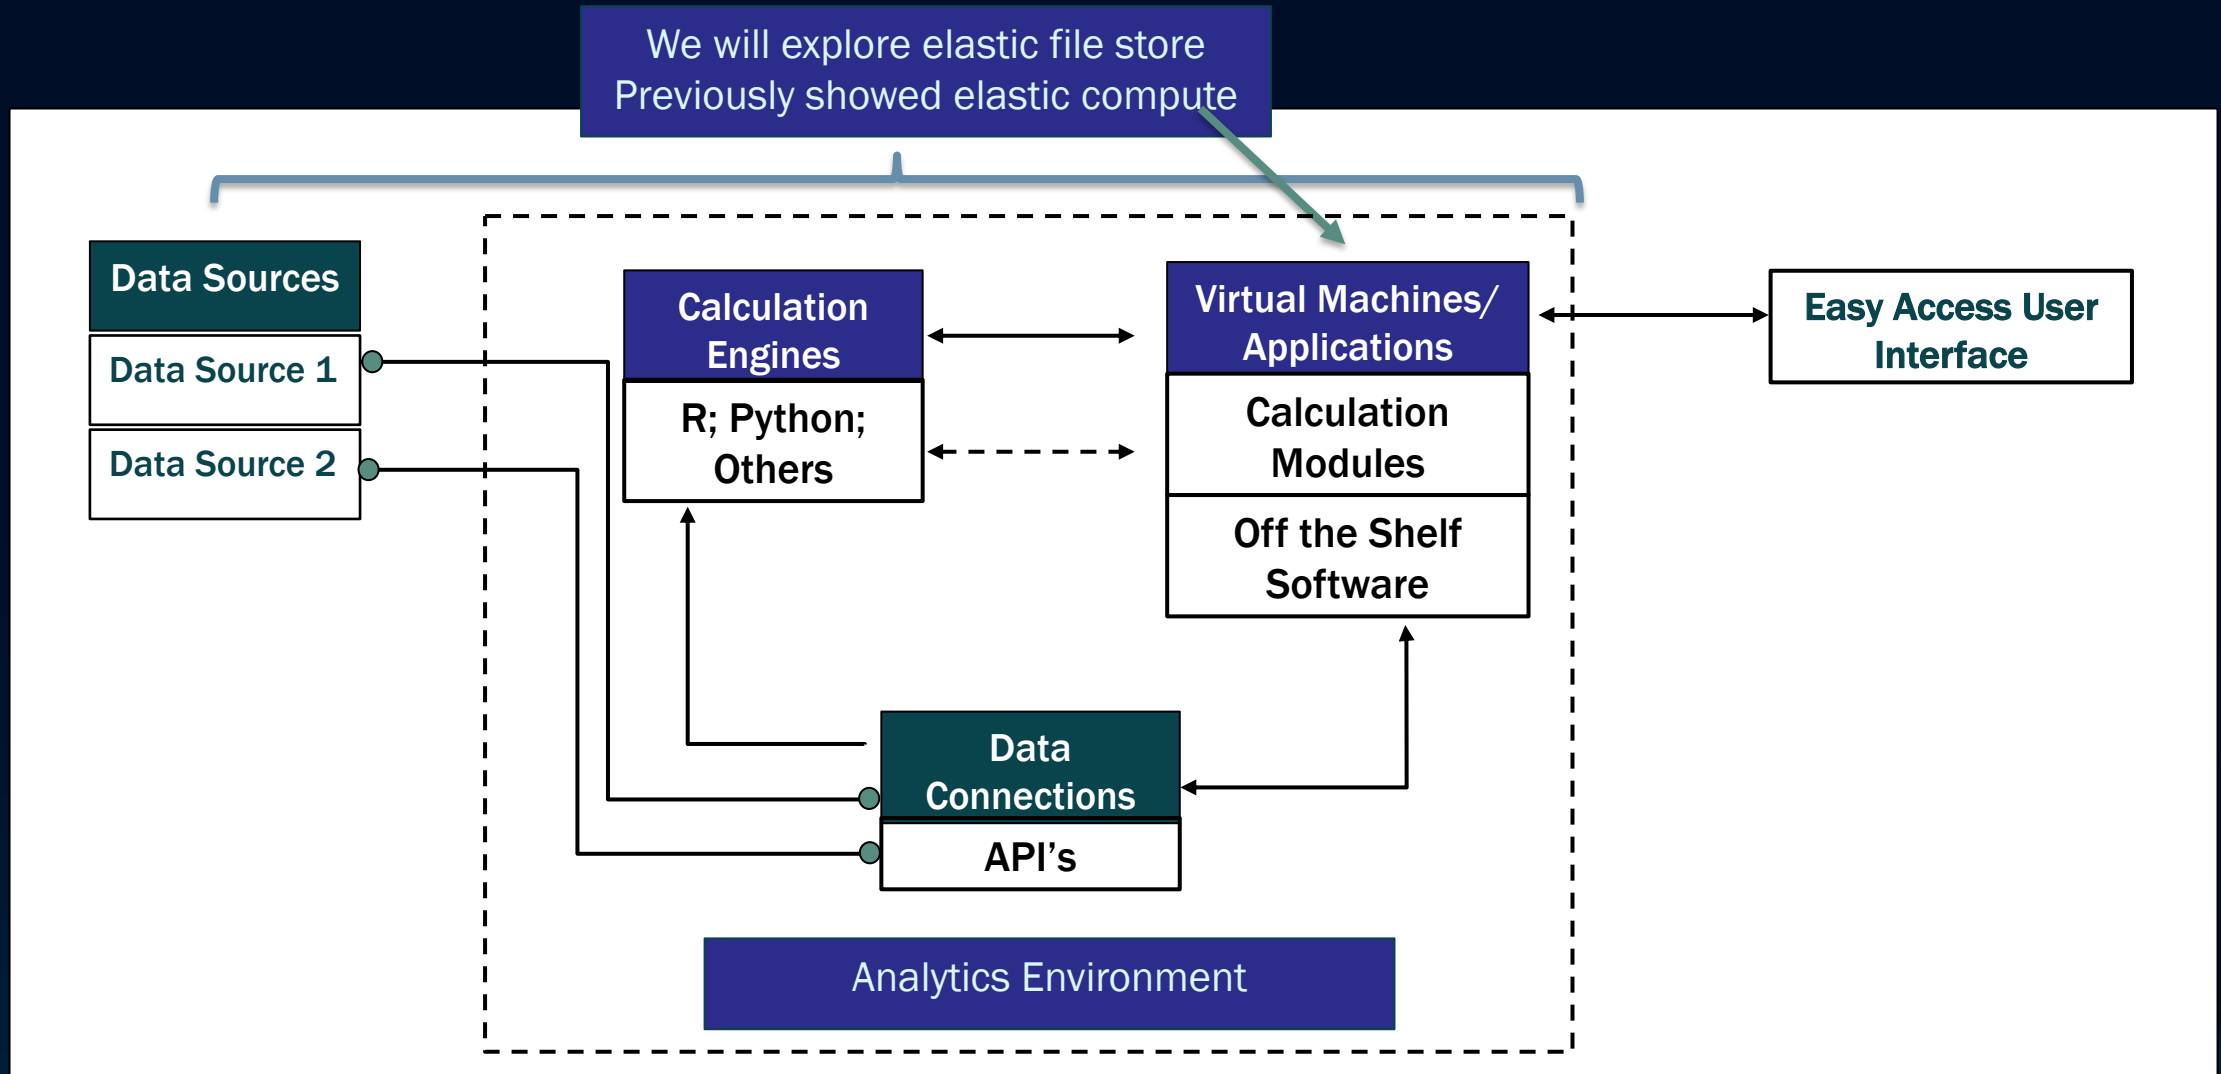 We will explore elastic file store
Previously showed elastic compute
Data Sources
Data Source 1
Data Source 2
Calculation
Engines
R; Python;
Others
Virtual Machines/
Applications
Calculation
Modules
Off the Shelf
Software
Easy Access User
Interface
Data
Connections
API’s
Analytics Environment